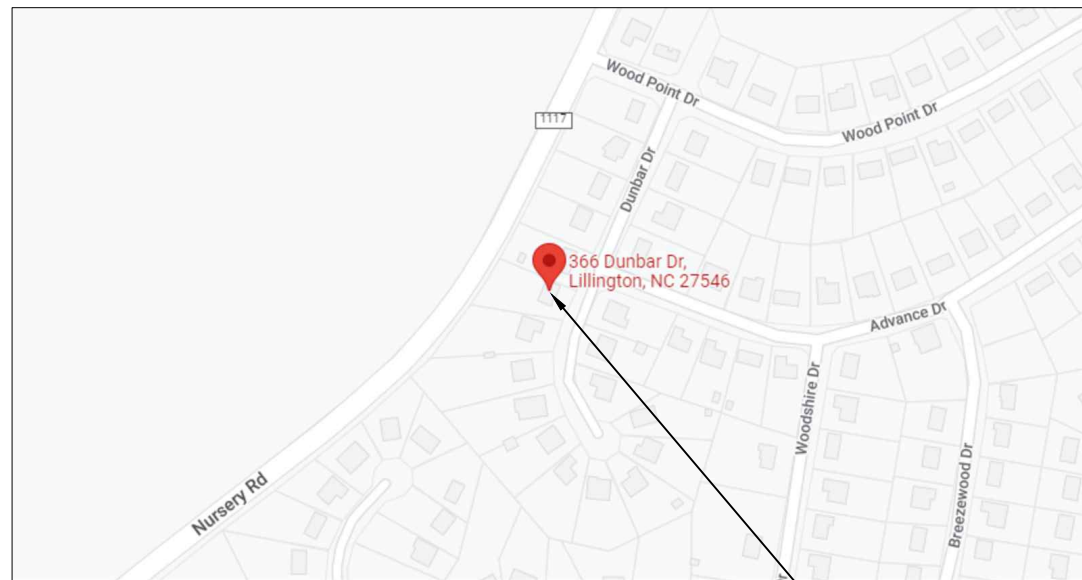 Wood Point Dr
Wood Point Dr
1117
Dunbar Dr
366 Dunbar Dr,
Lillington, NC 27546
Advance Dr
Woodshire Dr
Breezewood Dr
Nursery Rd